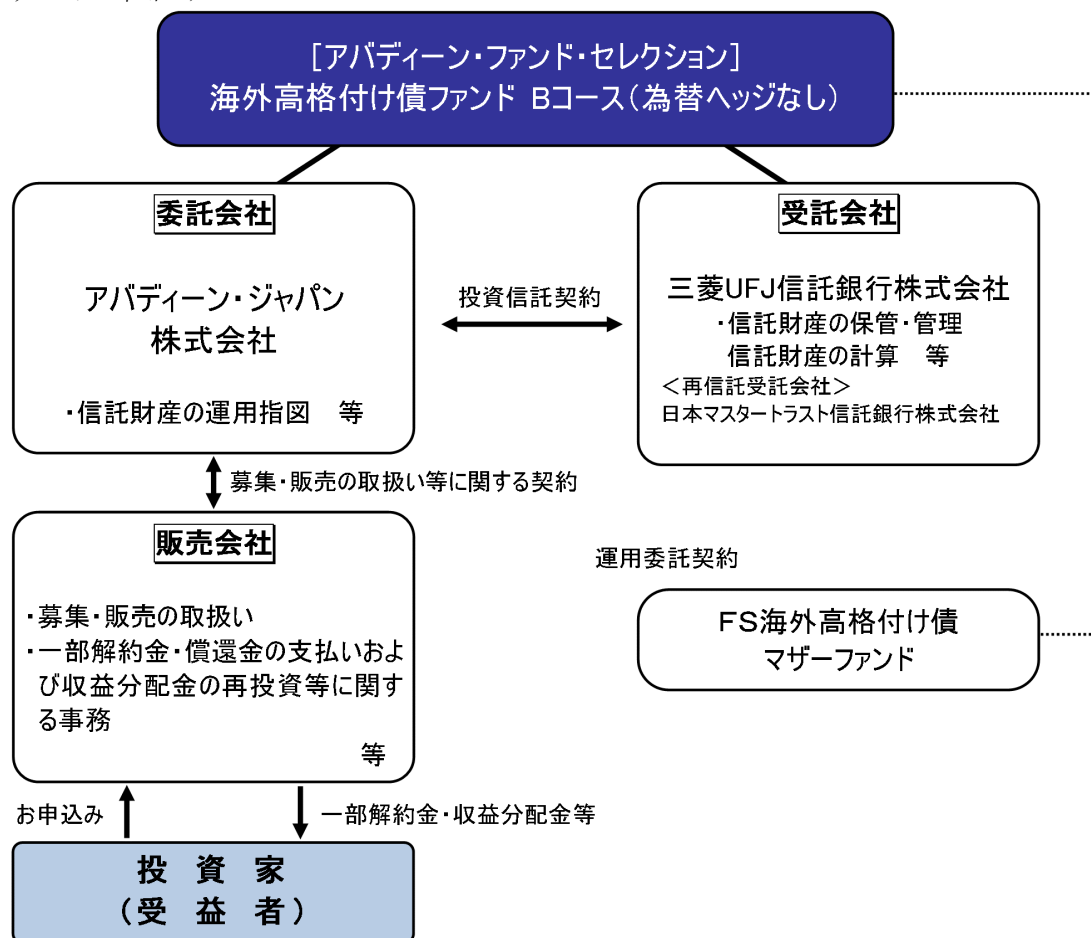 [アバディーン・ファンド・セレクション]
海外高格付け債ファンド Bコース(為替ヘッジなし)
委託会社
アバディーン・ジャパン
株式会社
・信託財産の運用指図　等
投資信託契約
受託会社
三菱UFJ信託銀行株式会社
・信託財産の保管・管理
信託財産の計算　等
＜再信託受託会社＞
日本マスタートラスト信託銀行株式会社
募集・販売の取扱い等に関する契約
販売会社
・募集・販売の取扱い
・一部解約金・償還金の支払いおよ
び収益分配金の再投資等に関す
る事務
等
運用委託契約
FS海外高格付け債
マザーファンド
お申込み
一部解約金・収益分配金等
投　資　家
（受　益　者）